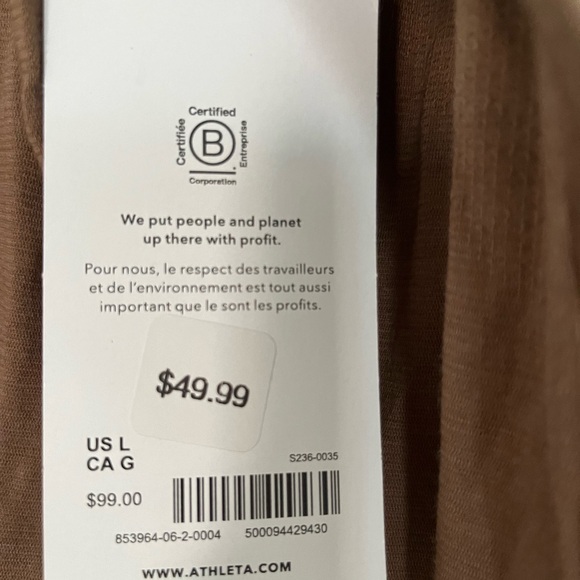 Certified
Certifiée
B
Entreprise
Corporation
We put people and planet
up there with profit.
Pour nous, le respect des travailleurs
et de l'environnement est tout aussi
important que le sont les profits.
$49.99
US L
CA G
S236-0035
$99.00
853964-06-2-0004 500094429430
WWW.ATHLETA.COM